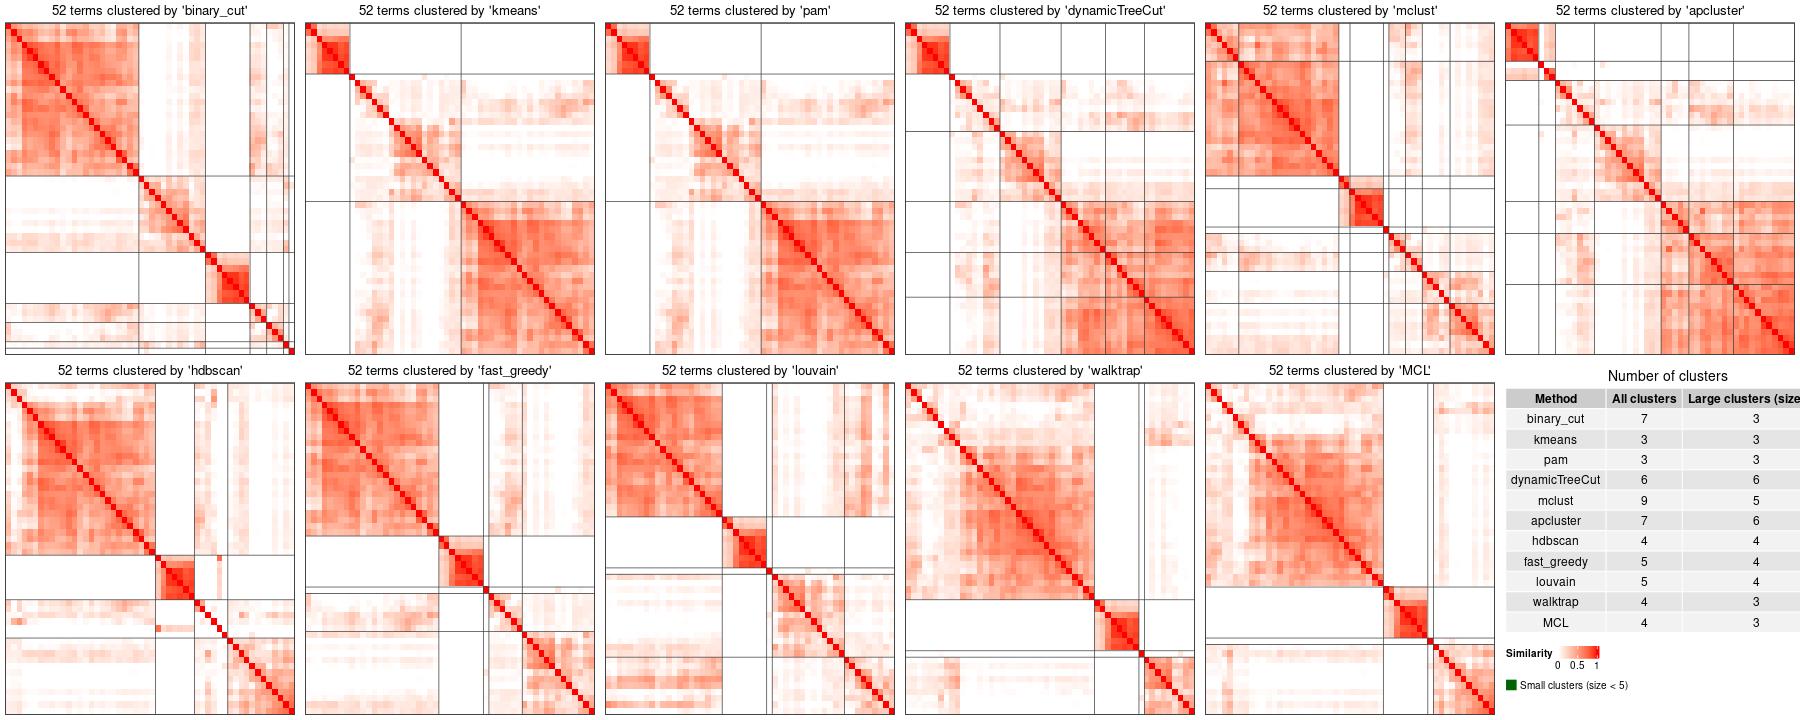 52 terms clustered by 'binary_cut'
52 terms clustered by 'kmeans'
52 terms clustered by 'pam'
52 terms clustered by 'dynamicTreeCut'
52 terms clustered by 'mclust'
52 terms clustered by 'apcluster'
52 terms clustered by 'hdbscan'
52 terms clustered by 'fast_greedy'
52 terms clustered by 'louvain'
52 terms clustered by 'walktrap'
52 terms clustered by 'MCL'
Number of clusters
Method All clusters Large clusters (size
binary_cut 7 3
kmeans 3 3
pam 3 3
dynamicTreeCut 6 6
mclust 9 5
apcluster 7 6
hdbscan 4 4
fast_greedy 5 4
louvain 5 4
walktrap 4 3
MCL 4 3
Similarity
0 0.5 1
Small clusters (size < 5)